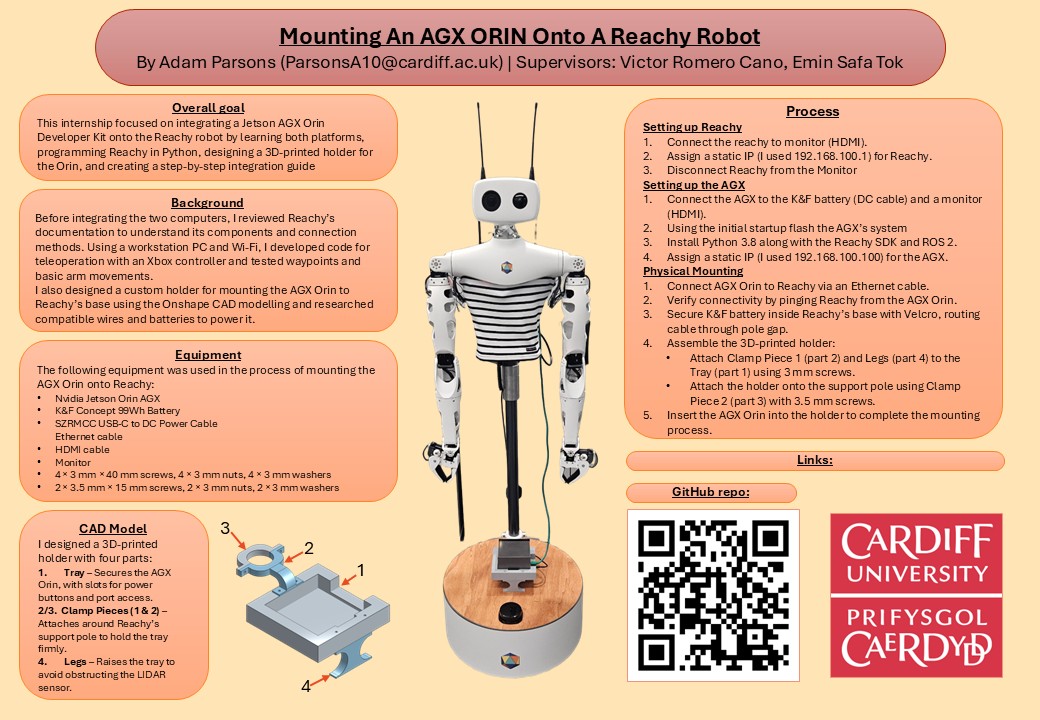 Mounting An AGX ORIN Onto A Reachy Robot
By Adam Parsons (ParsonsA10@cardiff.ac.uk) | Supervisors: Victor Romero Cano, Emin Safa Tok
Overall goal
This internship focused on integrating a Jetson AGX Orin
Developer Kit onto the Reachy robot by learning both platforms,
programming Reachy in Python, designing a 3D-printed holder for
the Orin, and creating a step-by-step integration guide
Background
Before integrating the two computers, I reviewed Reachy's
documentation to understand its components and connection
methods. Using a workstation PC and Wi-Fi, I developed code for
teleoperation with an Xbox controller and tested waypoints and
basic arm movements.
I also designed a custom holder for mounting the AGX Orin to
Reachy's base using the Onshape CAD modelling and researched
compatible wires and batteries to power it.
Equipment
The following equipment was used in the process of mounting the
AGX Orin onto Reachy:
• Nvidia Jetson Orin AGX
• K&F Concept 99Wh Battery
• SZRMCC USB-C to DC Power Cable
Ethernet cable
• HDMI cable
• Monitor
• 4 × 3 mm × 40 mm screws, 4 × 3 mm nuts, 4 × 3 mm washers
• 2 × 3.5 mm × 15 mm screws, 2 × 3 mm nuts, 2 × 3 mm washers
CAD Model
I designed a 3D-printed
holder with four parts:
1. Tray – Secures the AGX
Orin, with slots for power
buttons and port access.
2/3. Clamp Pieces (1 & 2) –
Attaches around Reachy's
support pole to hold the tray
firmly.
4. Legs – Raises the tray to
avoid obstructing the LIDAR
sensor.
3
2
1
4
Process
Setting up Reachy
1. Connect the reachy to monitor (HDMI).
2. Assign a static IP (I used 192.168.100.1) for Reachy.
3. Disconnect Reachy from the Monitor
Setting up the AGX
1. Connect the AGX to the K&F battery (DC cable) and a monitor
(HDMI).
2. Using the initial startup flash the AGX's system
3. Install Python 3.8 along with the Reachy SDK and ROS 2.
4. Assign a static IP (I used 192.168.100.100) for the AGX.
Physical Mounting
1. Connect AGX Orin to Reachy via an Ethernet cable.
2. Verify connectivity by pinging Reachy from the AGX Orin.
3. Secure K&F battery inside Reachy's base with Velcro, routing
cable through pole gap.
4. Assemble the 3D-printed holder:
• Attach Clamp Piece 1 (part 2) and Legs (part 4) to the
Tray (part 1) using 3 mm screws.
• Attach the holder onto the support pole using Clamp
Piece 2 (part 3) with 3.5 mm screws.
5. Insert the AGX Orin into the holder to complete the mounting
process.
Links:
GitHub repo:
CARDIFF
UNIVERSITY
PRIFYSGOL
CAERDYDD